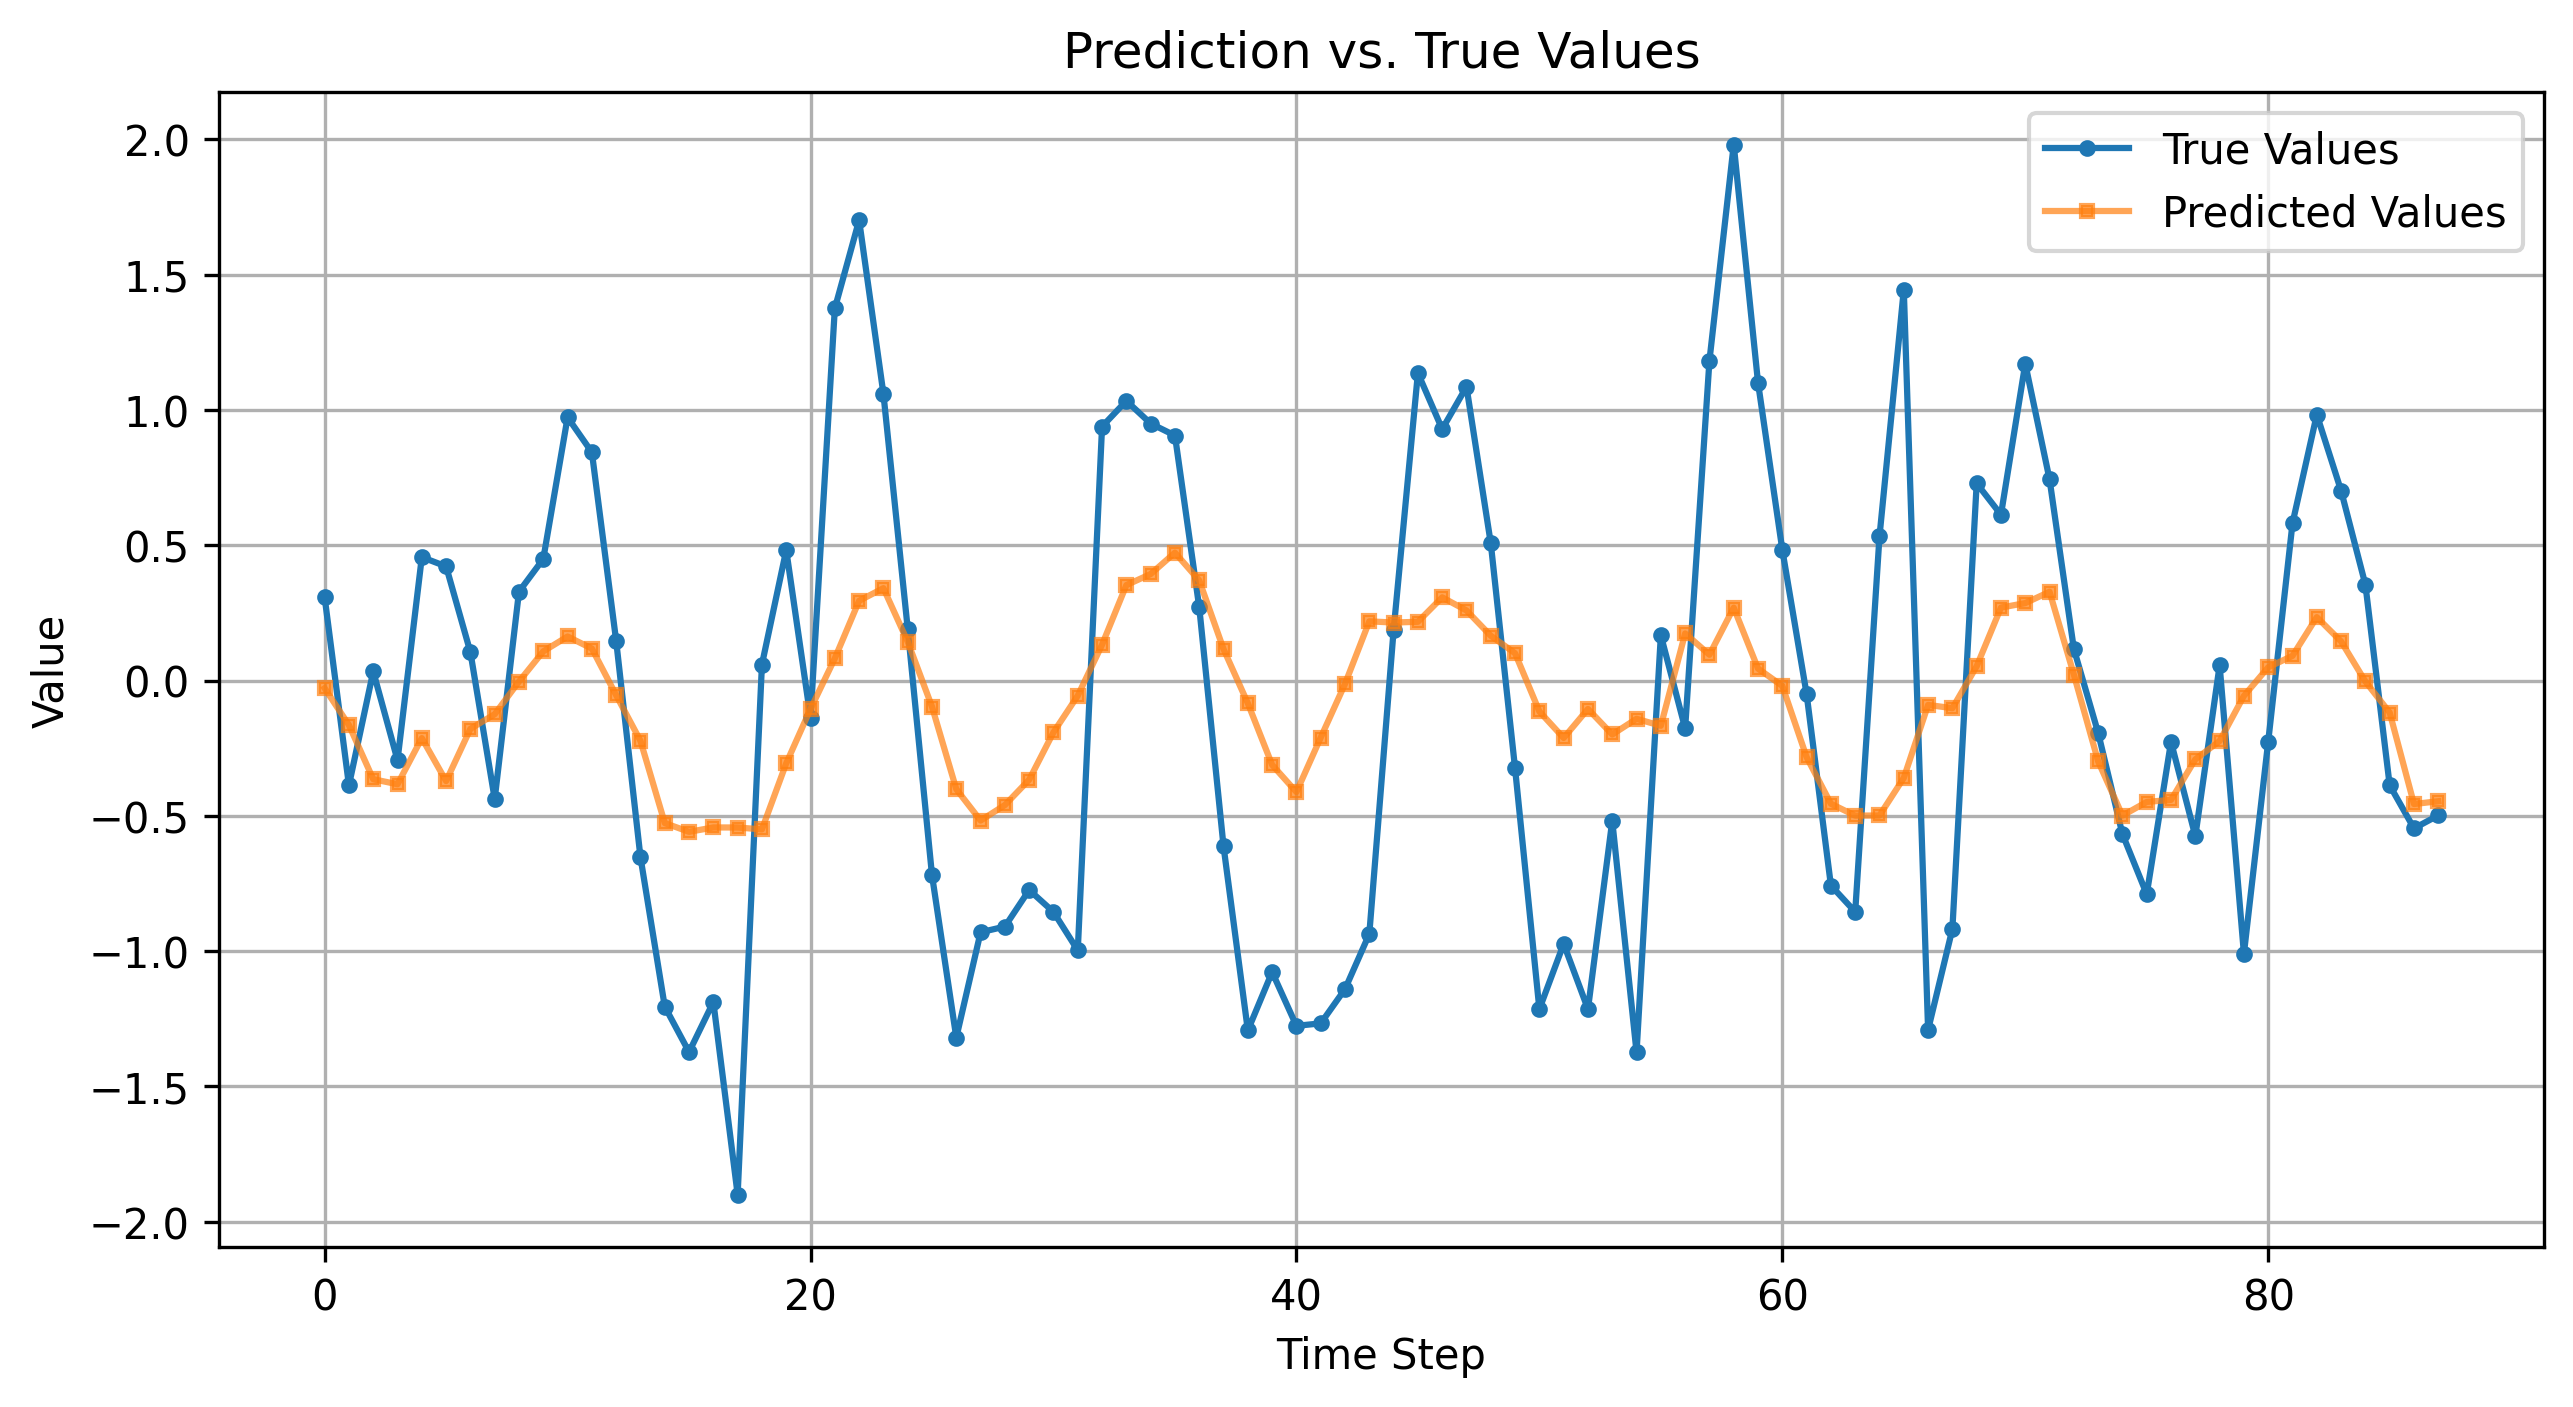 Prediction vs. True Values
True Values
Predicted Values
Value
2.0
1.5
1.0
0.5
0.0
−0.5
−1.0
−1.5
−2.0
0 20 40 60 80
Time Step